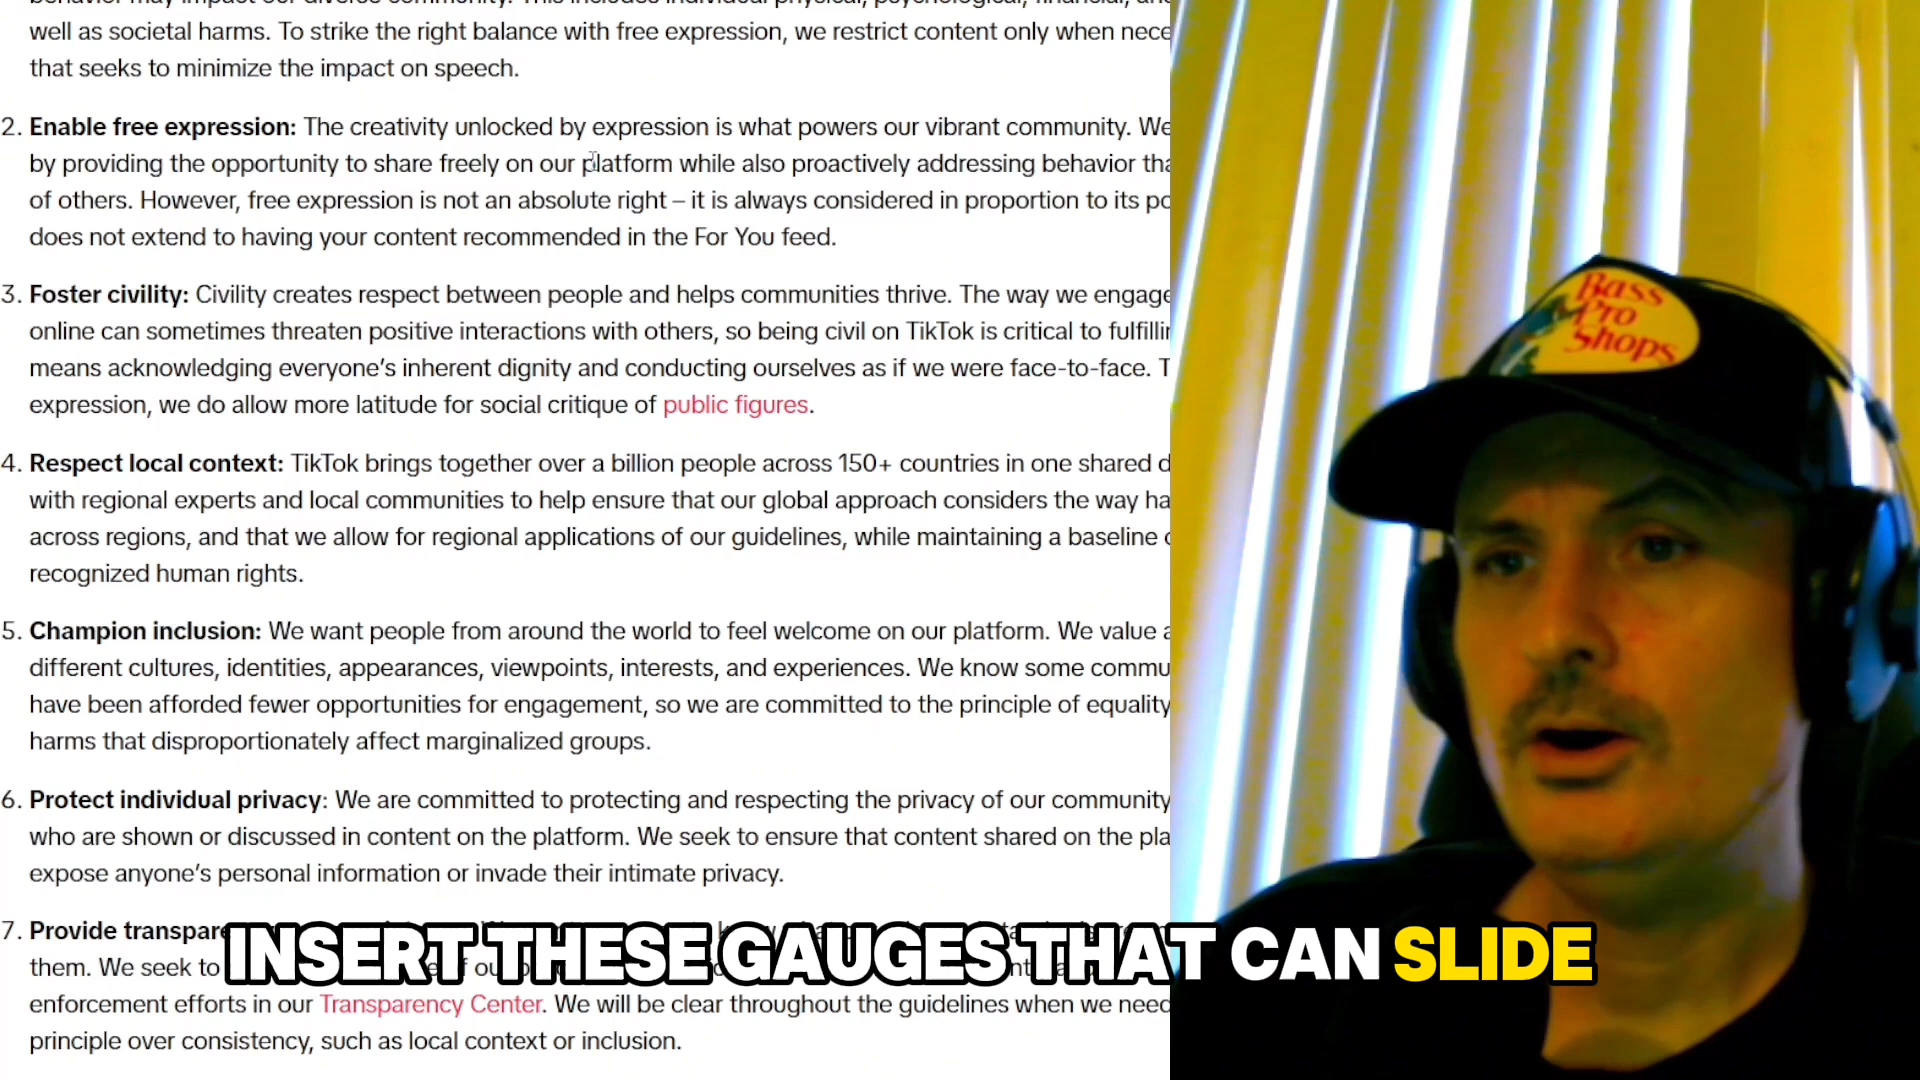 well as societal harms. To strike the right balance with free expression, we restrict content only when nece
that seeks to minimize the impact on speech.
2. Enable free expression: The creativity unlocked by expression is what powers our vibrant community. We
by providing the opportunity to share freely on our platform while also proactively addressing behavior tha
of others. However, free expression is not an absolute right – it is always considered in proportion to its po
does not extend to having your content recommended in the For You feed.
3. Foster civility: Civility creates respect between people and helps communities thrive. The way we engage
online can sometimes threaten positive interactions with others, so being civil on TikTok is critical to fulfillin
means acknowledging everyone's inherent dignity and conducting ourselves as if we were face-to-face. T
expression, we do allow more latitude for social critique of public figures.
4. Respect local context: TikTok brings together over a billion people across 150+ countries in one shared d
with regional experts and local communities to help ensure that our global approach considers the way ha
across regions, and that we allow for regional applications of our guidelines, while maintaining a baseline
recognized human rights.
5. Champion inclusion: We want people from around the world to feel welcome on our platform. We value a
different cultures, identities, appearances, viewpoints, interests, and experiences. We know some commu
have been afforded fewer opportunities for engagement, so we are committed to the principle of equality
harms that disproportionately affect marginalized groups.
6. Protect individual privacy: We are committed to protecting and respecting the privacy of our community
who are shown or discussed in content on the platform. We seek to ensure that content shared on the pla
expose anyone's personal information or invade their intimate privacy.
7. Provide transpare
them. We seek to
enforcement efforts in our Transparency Center. We will be clear throughout the guidelines when we need
principle over consistency, such as local context or inclusion.
INSERT THESE GAUGES THAT CAN SLIDE
Bass
Pro
Shops